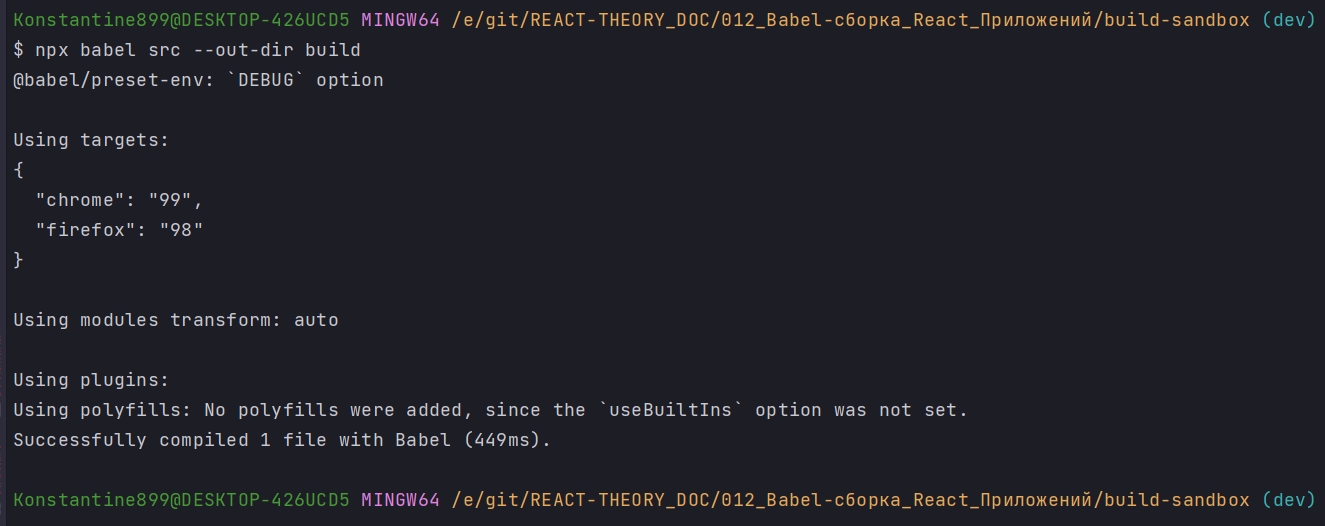 Konstantine899@DESKTOP-426UCD5 MINGW64 /e/git/REACT-THEORY_DOC/012_Babel-сборка_React_Приложений/build-sandbox (dev)
$ npx babel src --out-dir build
@babel/preset-env: `DEBUG` option
Using targets:
{
  "chrome": "99",
  "firefox": "98"
}
Using modules transform: auto
Using plugins:
Using polyfills: No polyfills were added, since the `useBuiltIns` option was not set.
Successfully compiled 1 file with Babel (449ms).
Konstantine899@DESKTOP-426UCD5 MINGW64 /e/git/REACT-THEORY_DOC/012_Babel-сборка_React_Приложений/build-sandbox (dev)